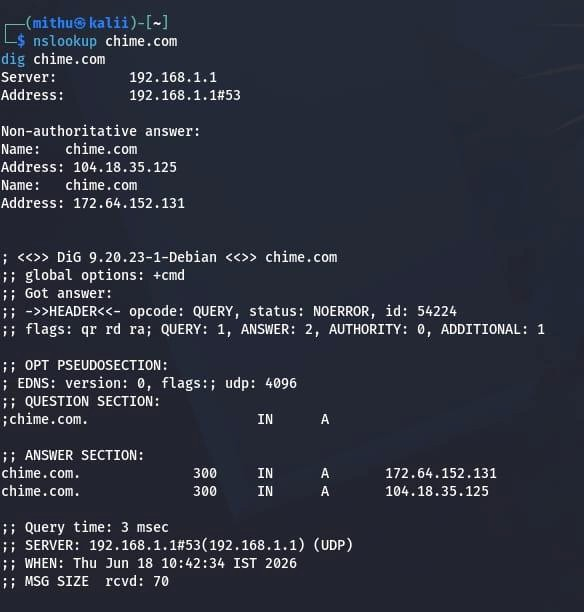 ┌──(mithu㉿kalii)-[~]
└─$ nslookup chime.com
dig chime.com
Server:         192.168.1.1
Address:        192.168.1.1#53

Non-authoritative answer:
Name:   chime.com
Address: 104.18.35.125
Name:   chime.com
Address: 172.64.152.131


; <<>> DiG 9.20.23-1-Debian <<>> chime.com
;; global options: +cmd
;; Got answer:
;; ->>HEADER<<- opcode: QUERY, status: NOERROR, id: 54224
;; flags: qr rd ra; QUERY: 1, ANSWER: 2, AUTHORITY: 0, ADDITIONAL: 1

;; OPT PSEUDOSECTION:
; EDNS: version: 0, flags:; udp: 4096
;; QUESTION SECTION:
;chime.com.                     IN      A

;; ANSWER SECTION:
chime.com.              300     IN      A       172.64.152.131
chime.com.              300     IN      A       104.18.35.125

;; Query time: 3 msec
;; SERVER: 192.168.1.1#53(192.168.1.1) (UDP)
;; WHEN: Thu Jun 18 10:42:34 IST 2026
;; MSG SIZE  rcvd: 70